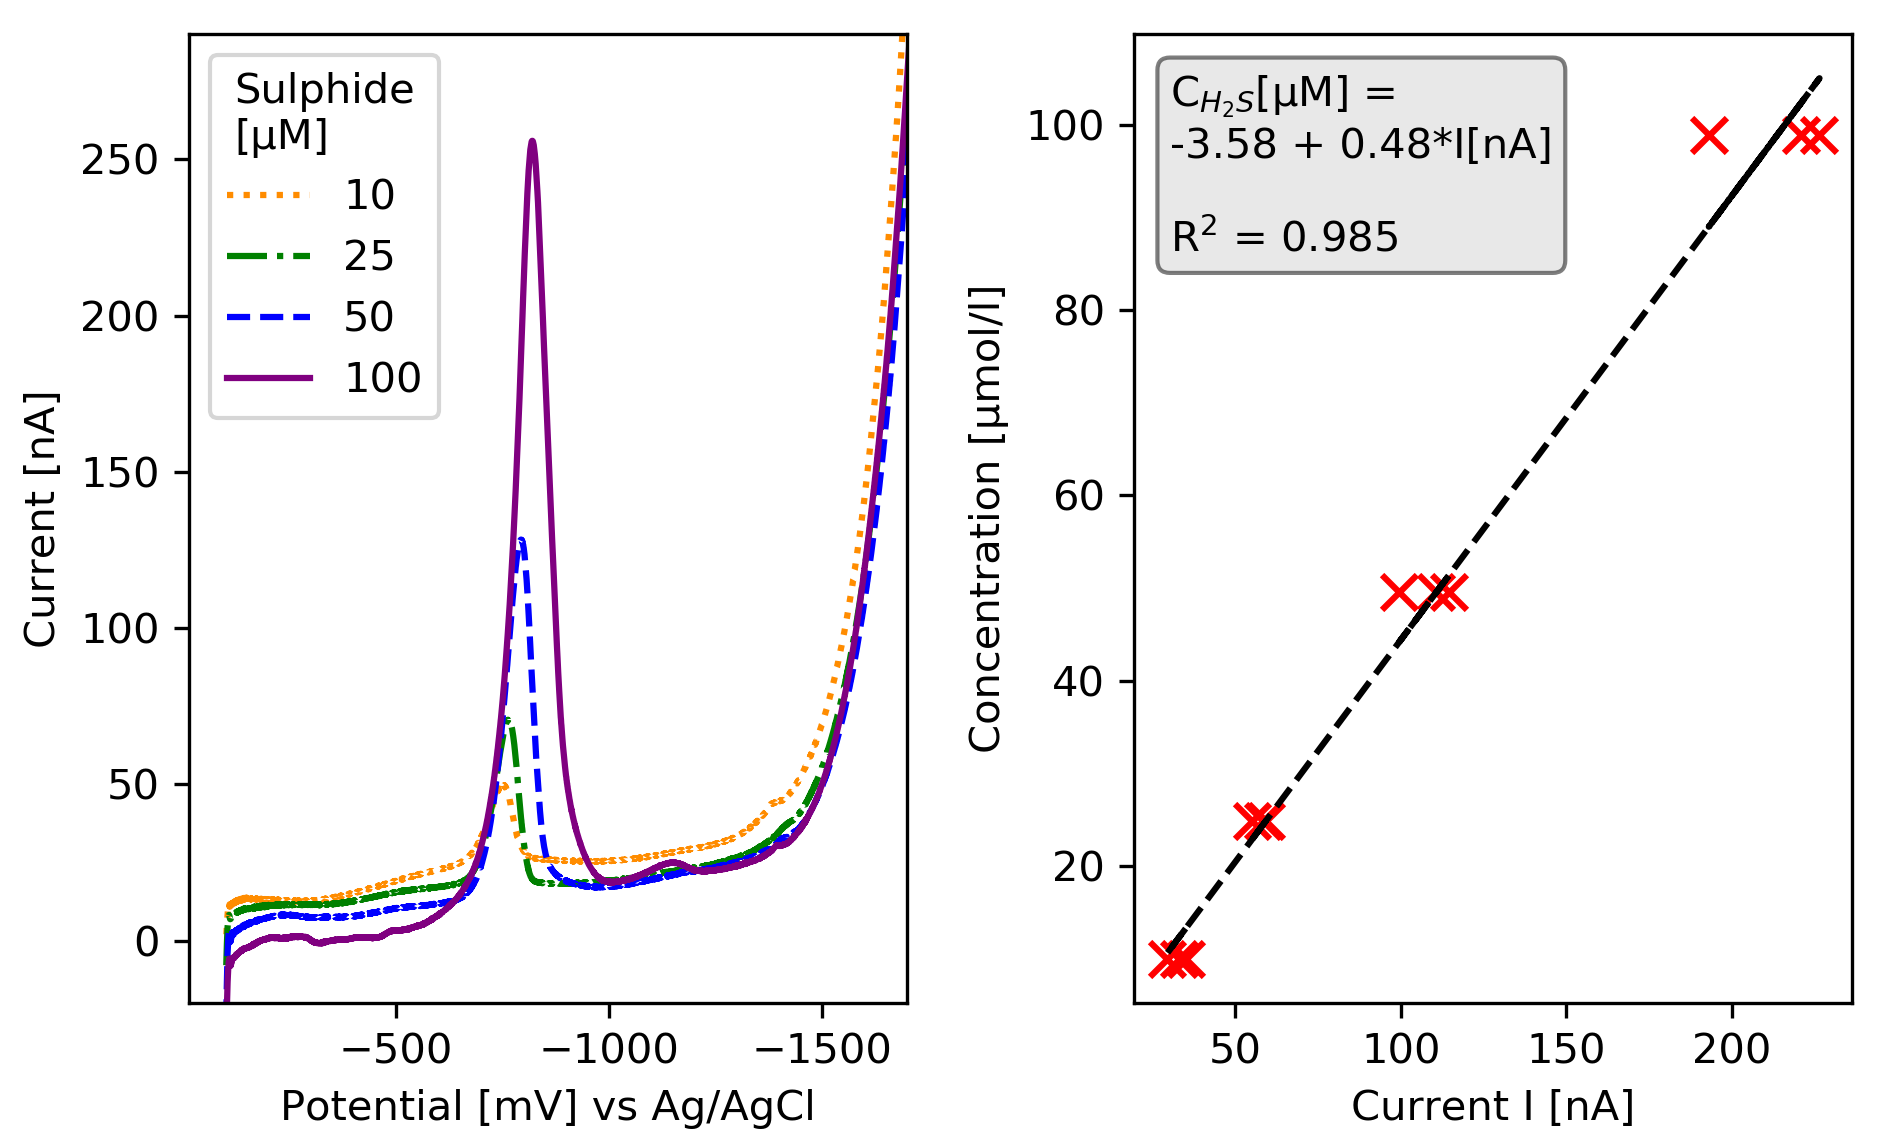 Sulphide
[µM]
10
25
50
100
250
200
150
100
50
0
Current [nA]
−500
−1000
−1500
Potential [mV] vs Ag/AgCl
C_{H_2S}[µM] =
-3.58 + 0.48*I[nA]
R² = 0.985
100
80
60
40
20
Concentration [µmol/l]
50
100
150
200
Current I [nA]